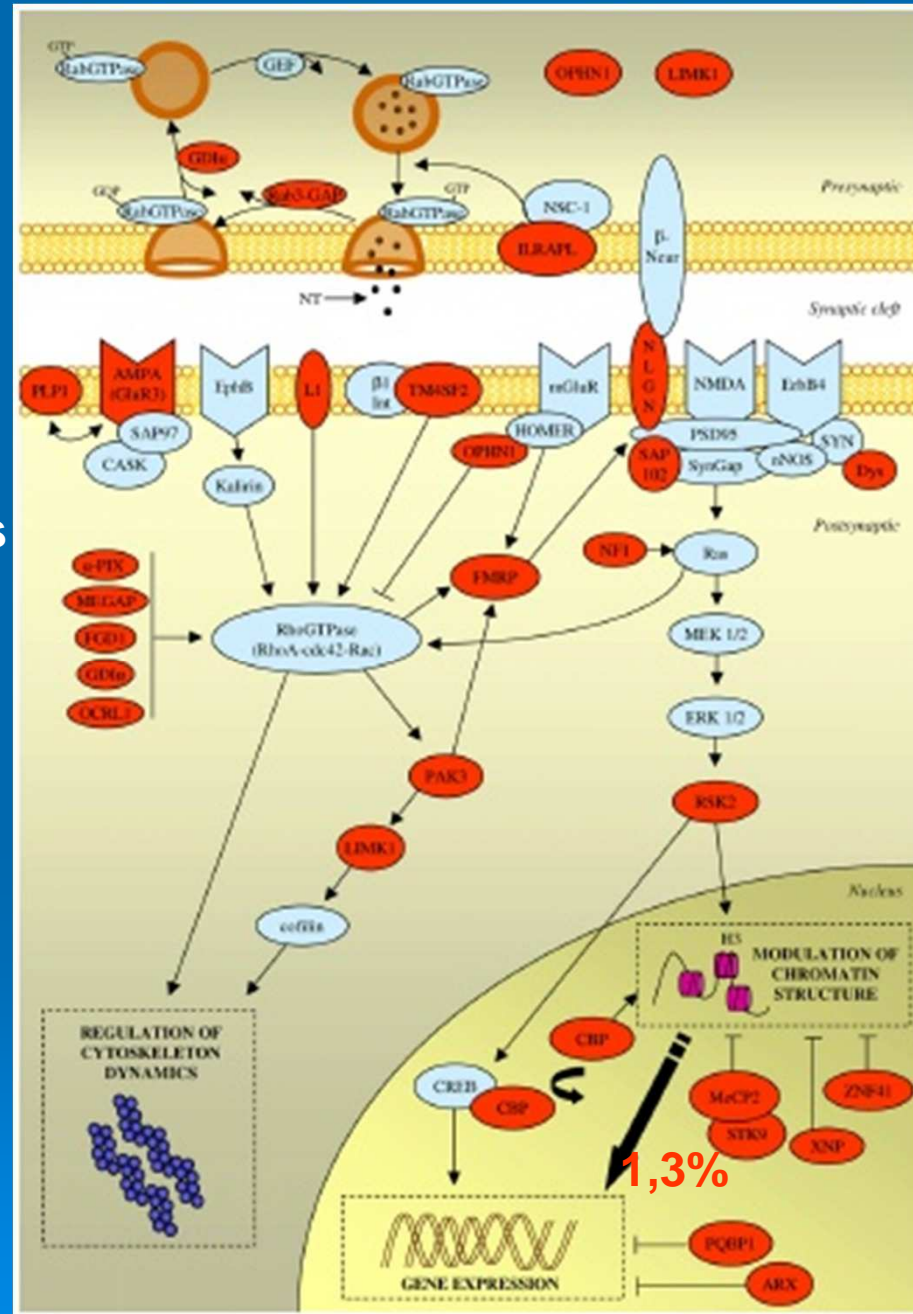 GTP
RabGTPase
GEF
RabGTPase
OPHN1
LIMK1
GDIα
GDP
RabGTPase
Rab3-GAP
GTP
RabGTPase
NSC-1
ILRAPL
β-
Neur
Presynaptic
NT
Synaptic cleft
PLP1
AMPA
(GluR3)
EphB
L1
β1
Int
TM4SF2
mGluR
NLGN
NMDA
ErbB4
SAP97
CASK
Kalirin
OPHN1
HOMER
PSD95
SAP
102
SynGap
nNOS
SYN
Dys
Postsynaptic
s
α-PIX
MEGAP
FGD1
GDIα
OCRL1
RhoGTPase
(RhoA-cdc42-Rac)
FMRP
NF1
Ras
MEK 1/2
ERK 1/2
PAK3
RSK2
LIMK1
cofilin
Nucleus
H3
MODULATION OF
CHROMATIN
STRUCTURE
REGULATION OF
CYTOSKELETON
DYNAMICS
CREB
CBP
CBP
MeCP2
STK9
XNP
ZNF41
1,3%
PQBP1
ARX
GENE EXPRESSION